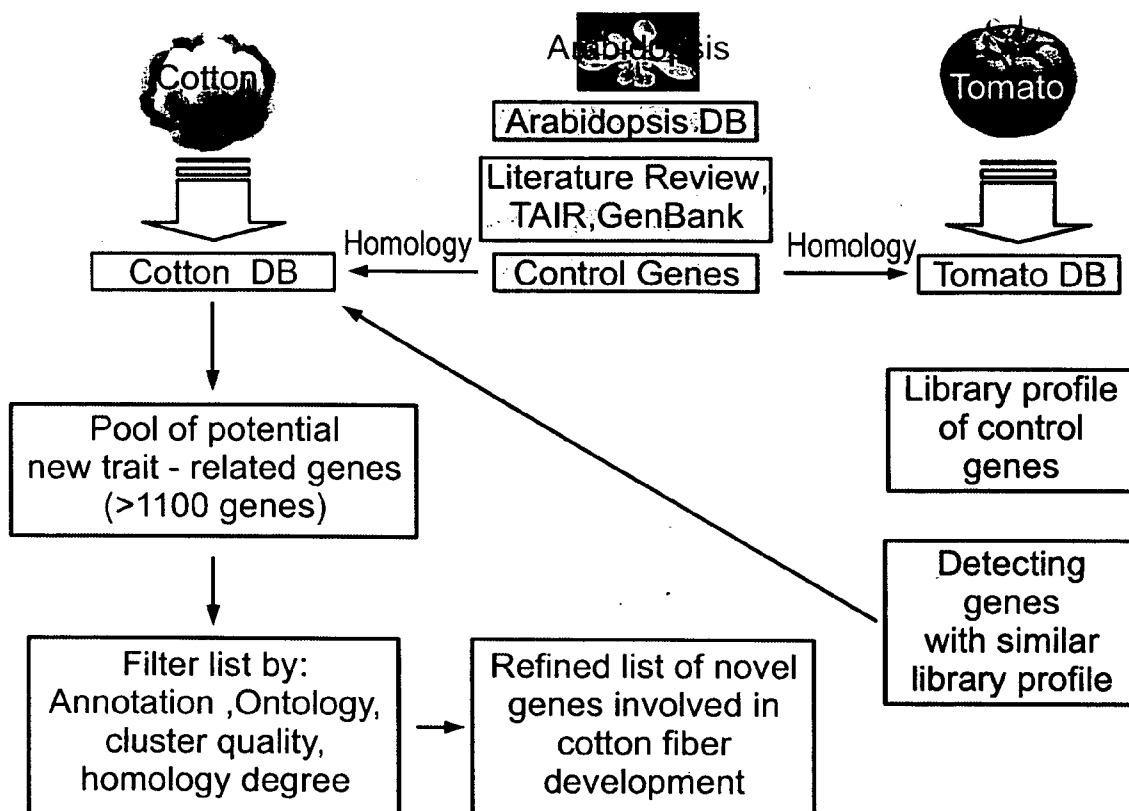 Cotton
Arabidopsis
Tomato
Arabidopsis DB
Literature Review,
TAIR,GenBank
Homology
Homology
Cotton DB
Control Genes
Tomato DB
Pool of potential
new trait - related genes
(>1100 genes)
Library profile
of control
genes
Detecting
genes
with similar
library profile
Filter list by:
Annotation ,Ontology,
cluster quality,
homology degree
Refined list of novel
genes involved in
cotton fiber
development